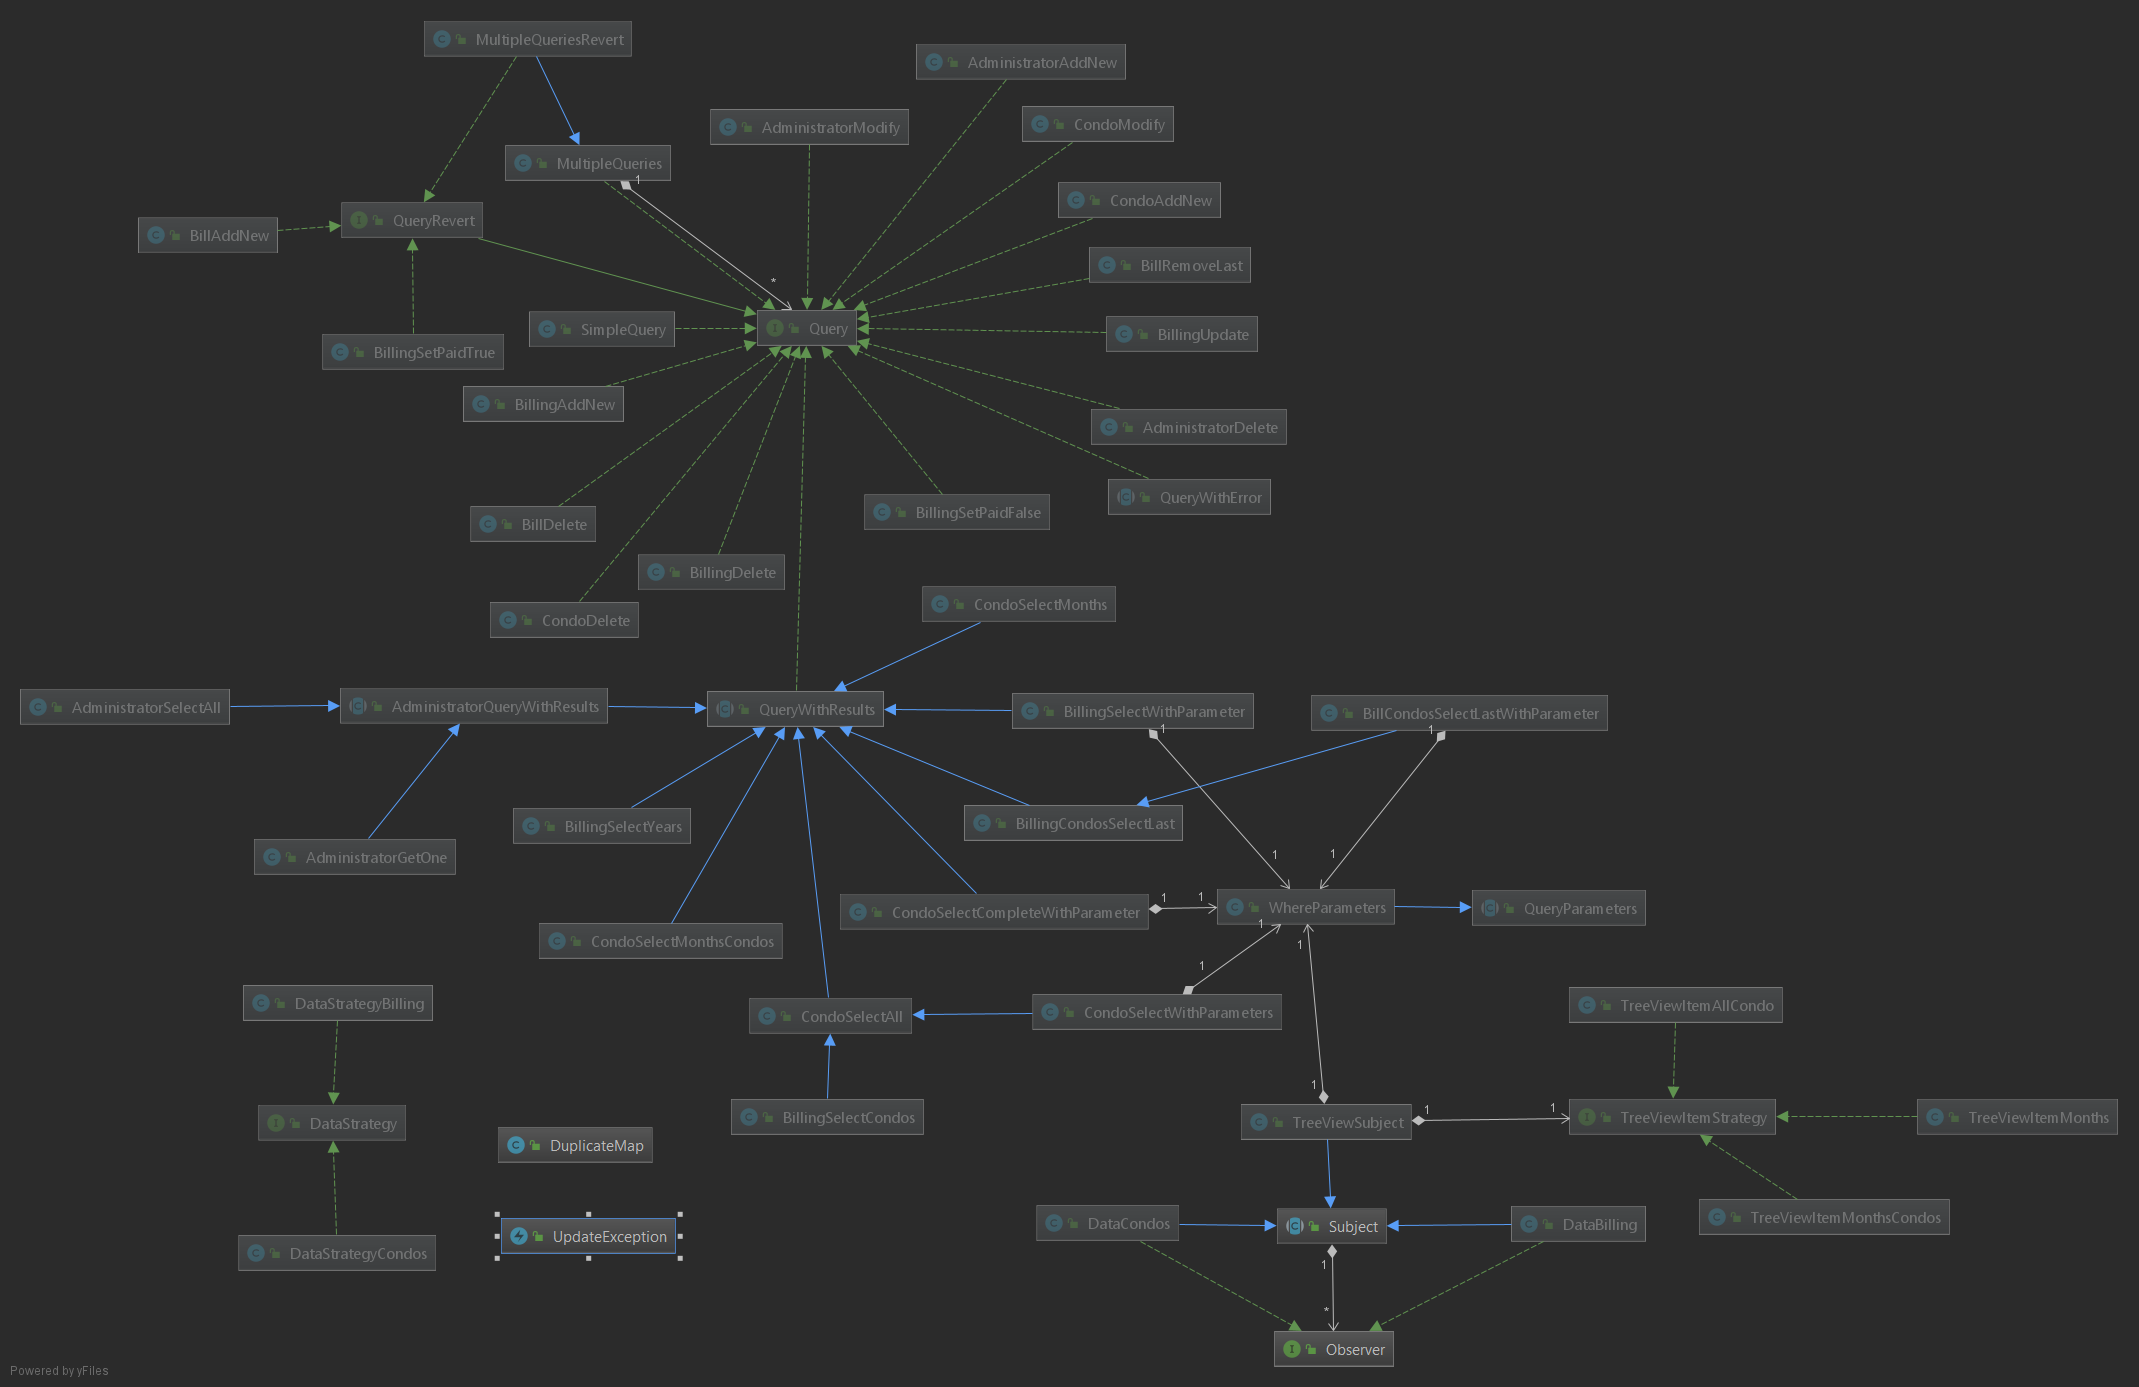 MultipleQueriesRevert
AdministratorAddNew
AdministratorModify
CondoModify
MultipleQueries
1
CondoAddNew
QueryRevert
BillAddNew
BillRemoveLast
*
SimpleQuery
Query
BillingUpdate
BillingSetPaidTrue
BillingAddNew
AdministratorDelete
QueryWithError
BillingSetPaidFalse
BillDelete
BillingDelete
CondoSelectMonths
CondoDelete
AdministratorSelectAll
AdministratorQueryWithResults
QueryWithResults
BillingSelectWithParameter
BillCondosSelectLastWithParameter
1
1
BillingSelectYears
BillingCondosSelectLast
AdministratorGetOne
1
1
CondoSelectCompleteWithParameter
1
1
WhereParameters
QueryParameters
1
CondoSelectMonthsCondos
1
1
DataStrategyBilling
CondoSelectAll
CondoSelectWithParameters
TreeViewItemAllCondo
1
DataStrategy
BillingSelectCondos
TreeViewSubject
1
1
TreeViewItemStrategy
TreeViewItemMonths
DuplicateMap
UpdateException
DataCondos
Subject
DataBilling
TreeViewItemMonthsCondos
DataStrategyCondos
1
*
Observer
Powered by yFiles